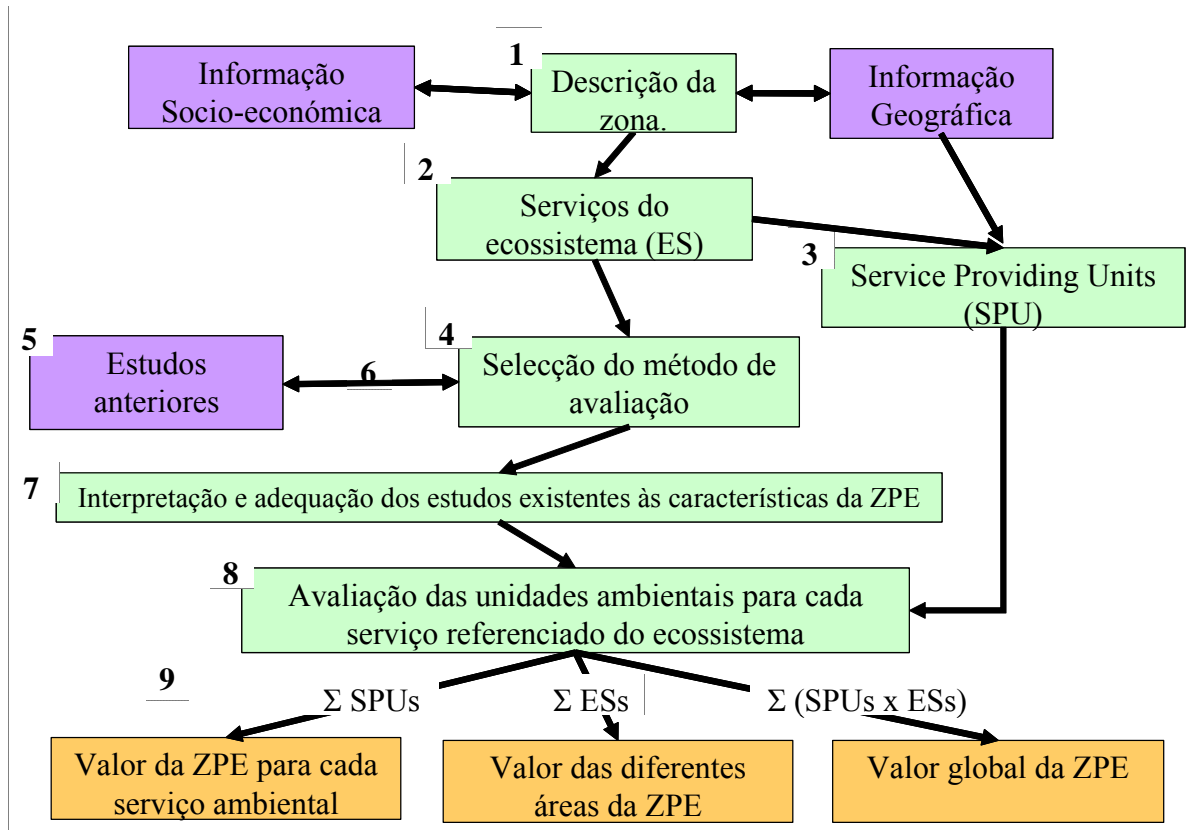 1
Informação
Socio-económica
Descrição da
zona.
Informação
Geográfica
2
Serviços do
ecossistema (ES)
3
Service Providing Units
(SPU)
5
Estudos
anteriores
6
4
Selecção do método de
avaliação
7
Interpretação e adequação dos estudos existentes às características da ZPE
8
Avaliação das unidades ambientais para cada
serviço referenciado do ecossistema
9
Σ SPUs
Σ ESs
Σ (SPUs x ESs)
Valor da ZPE para cada
serviço ambiental
Valor das diferentes
áreas da ZPE
Valor global da ZPE